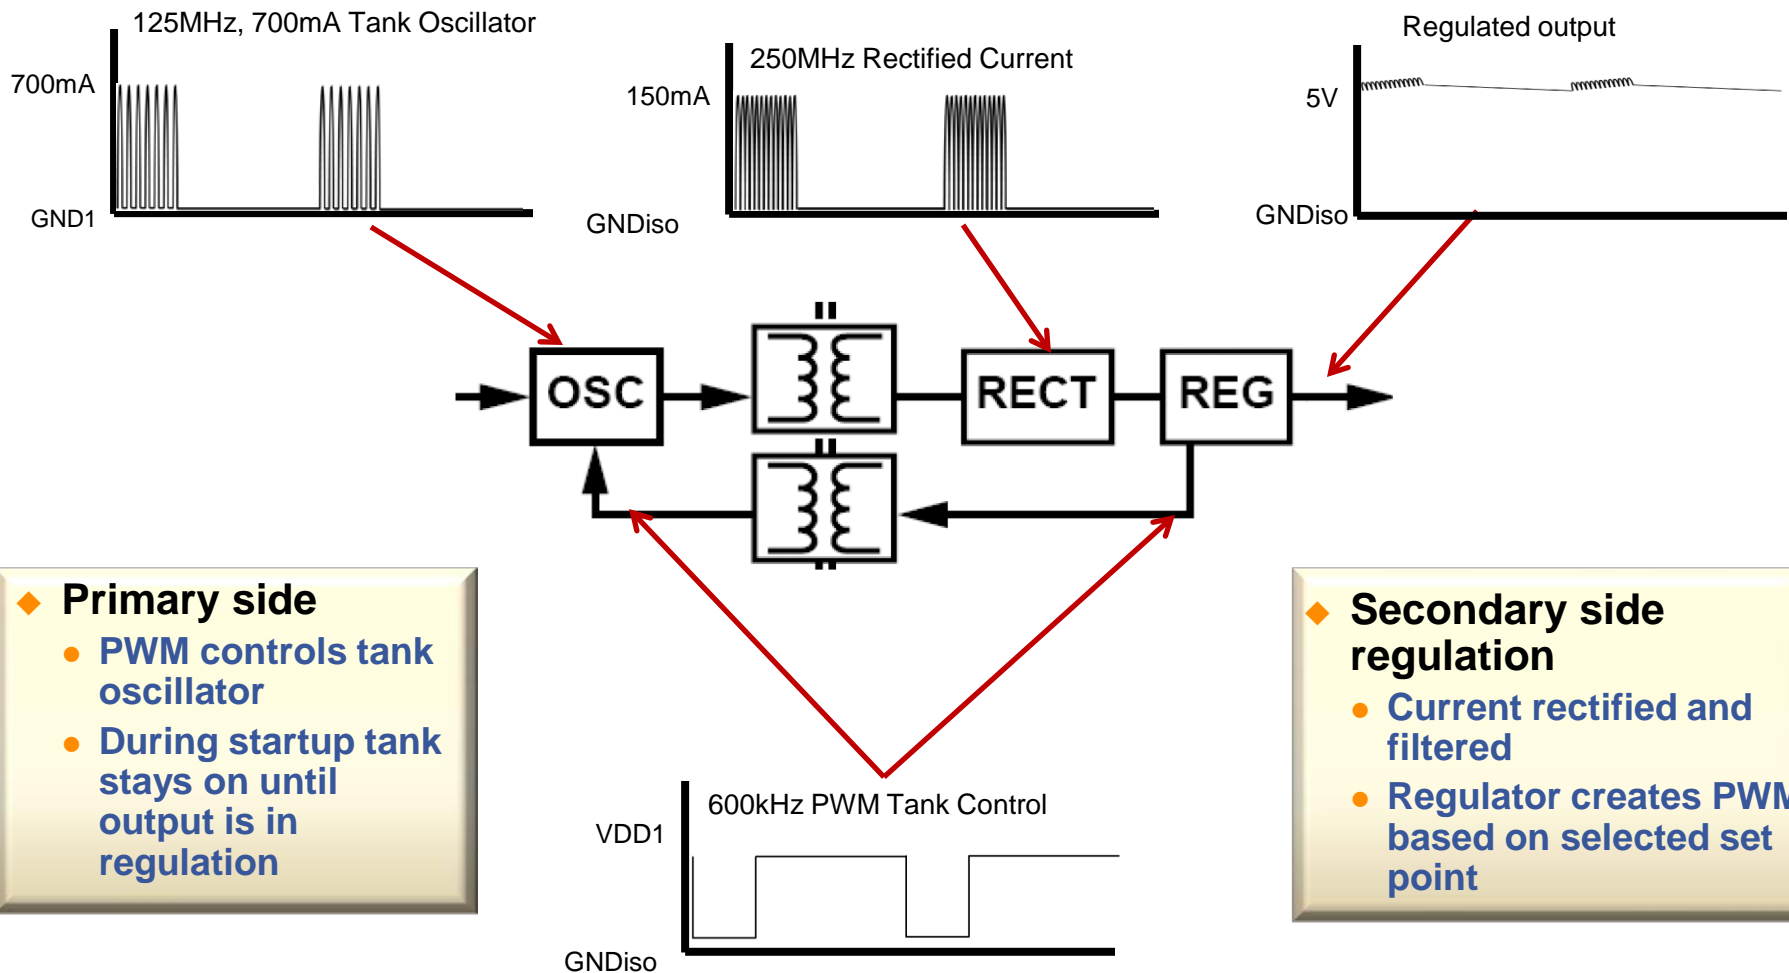 125MHz, 700mA Tank Oscillator
700mA
GND1
250MHz Rectified Current
150mA
GNDiso
Regulated output
5V
GNDiso
OSC
RECT
REG
Primary side
PWM controls tank
oscillator
During startup tank
stays on until
output is in
regulation
600kHz PWM Tank Control
VDD1
GNDiso
Secondary side
regulation
Current rectified and
filtered
Regulator creates PWM
based on selected set
point